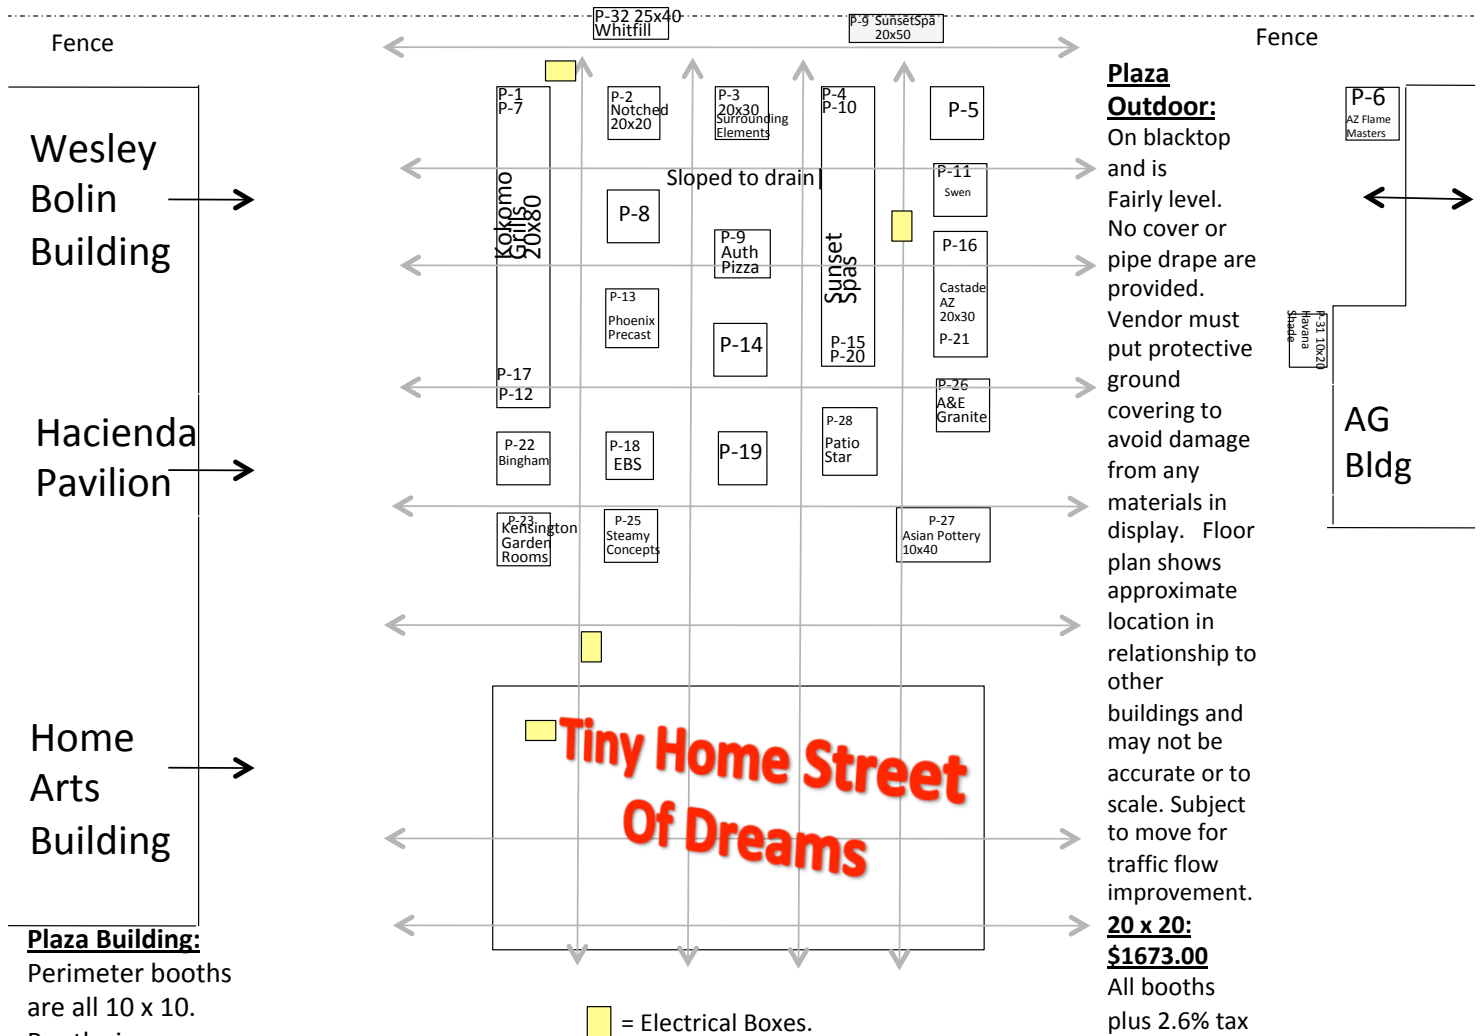 P-32 25x40
Whitfill
P-9 SunsetSpa
20x50
Fence
Fence
P-1
P-7
Kokomo
Grills
20x80
P-17
P-12
P-2
Notched
20x20
P-3
20x30
Surrounding
Elements
P-4
P-10
Sunset
Spas
P-15
P-20
P-5
P-6
AZ Flame
Masters
Wesley
Bolin
Building
Sloped to drain
P-11
Swen
P-8
P-9
Auth
Pizza
P-16
Castade
AZ
20x30
P-21
P-13
Phoenix
Precast
P-14
P-31 10x20
Havana
Shade
P-26
A&E
Granite
Hacienda
Pavilion
P-22
Bingham
P-18
EBS
P-19
P-28
Patio
Star
AG
Bldg
P-23
Kensington
Garden
Rooms
P-25
Steamy
Concepts
P-27
Asian Pottery
10x40
Home
Arts
Building
Tiny Home Street
Of Dreams
Plaza
Outdoor:
On blacktop
and is
Fairly level.
No cover or
pipe drape are
provided.
Vendor must
put protective
ground
covering to
avoid damage
from any
materials in
display. Floor
plan shows
approximate
location in
relationship to
other
buildings and
may not be
accurate or to
scale. Subject
to move for
traffic flow
improvement.
20 x 20:
$1673.00
All booths
plus 2.6% tax
Plaza Building:
Perimeter booths
are all 10 x 10.
= Electrical Boxes.